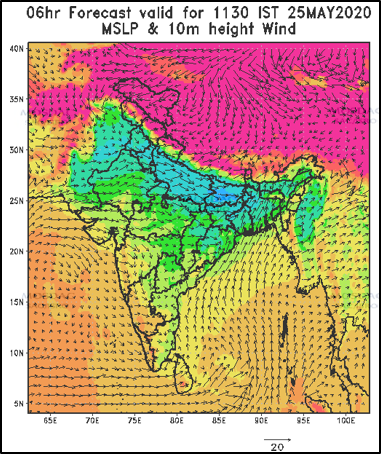 06hr Forecast valid for 1130 IST 25MAY2020
MSLP & 10m height Wind
40N
35N
30N
25N
20N
15N
10N
5N
65E 70E 75E 80E 85E 90E 95E 100E
20